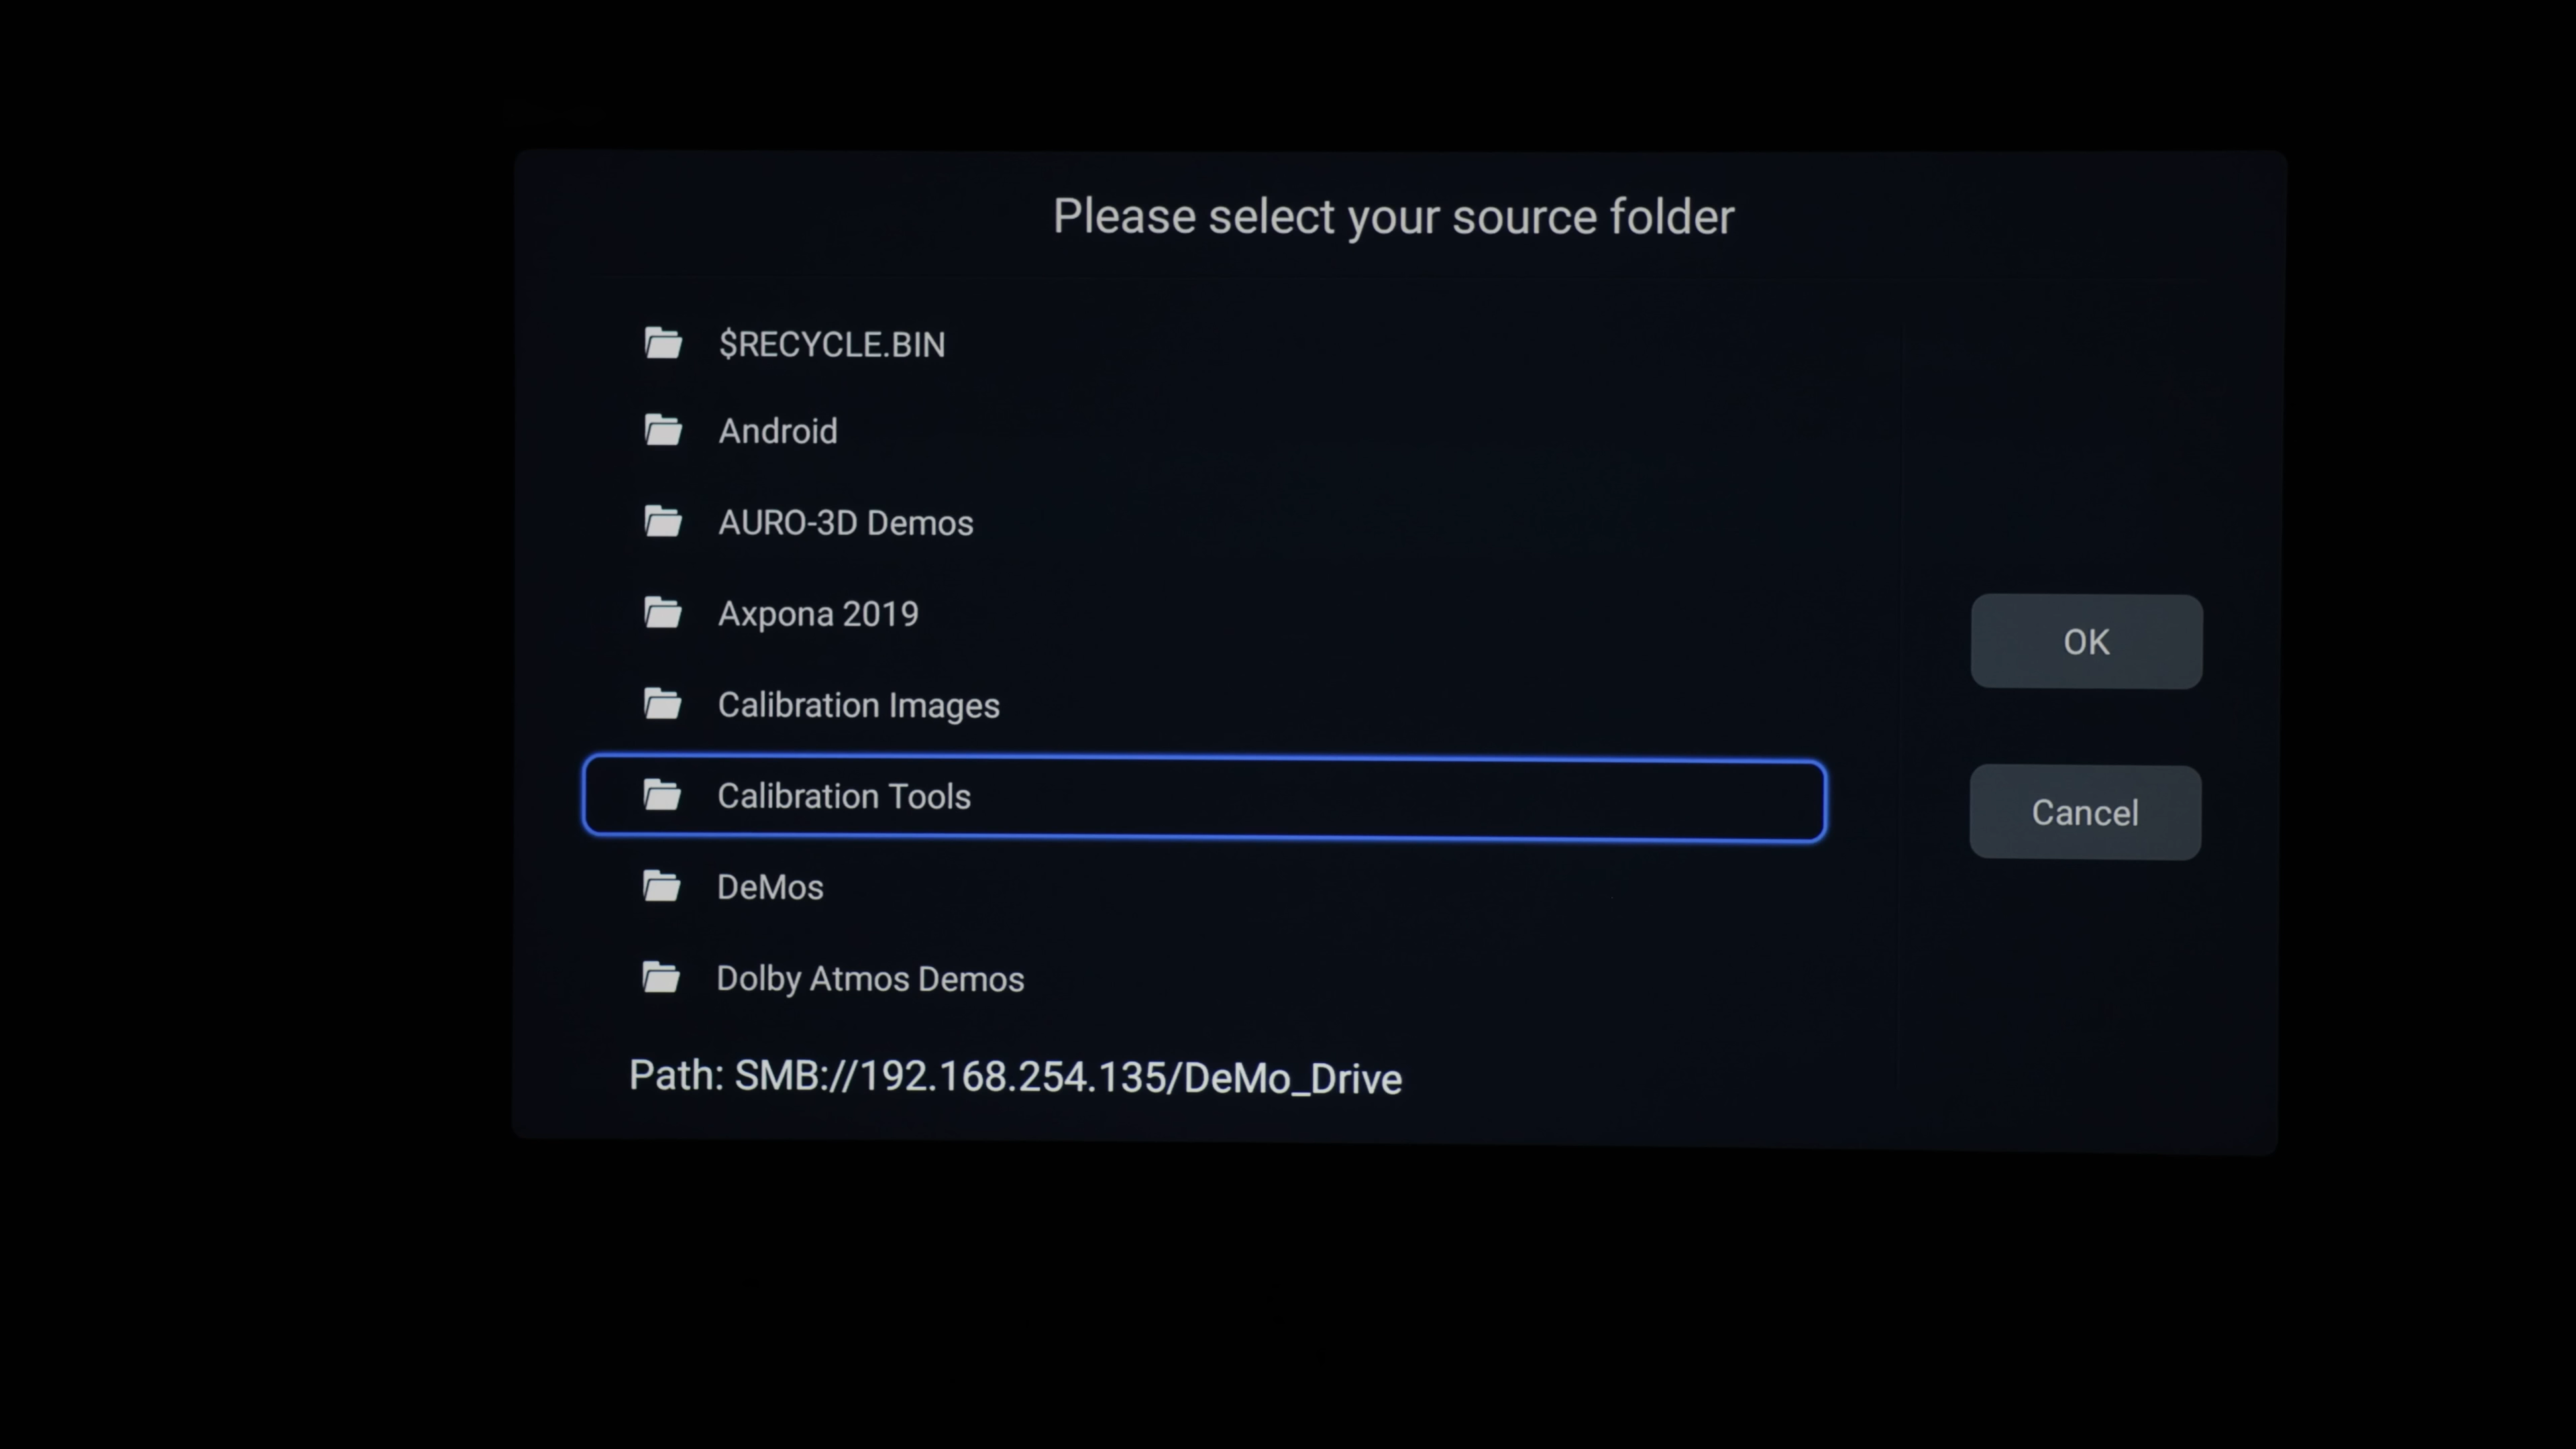 Please select your source folder
$RECYCLE.BIN
Android
AURO-3D Demos
Axpona 2019
Calibration Images
OK
Calibration Tools
Cancel
DeMos
Dolby Atmos Demos
Path: SMB://192.168.254.135/DeMo_Drive